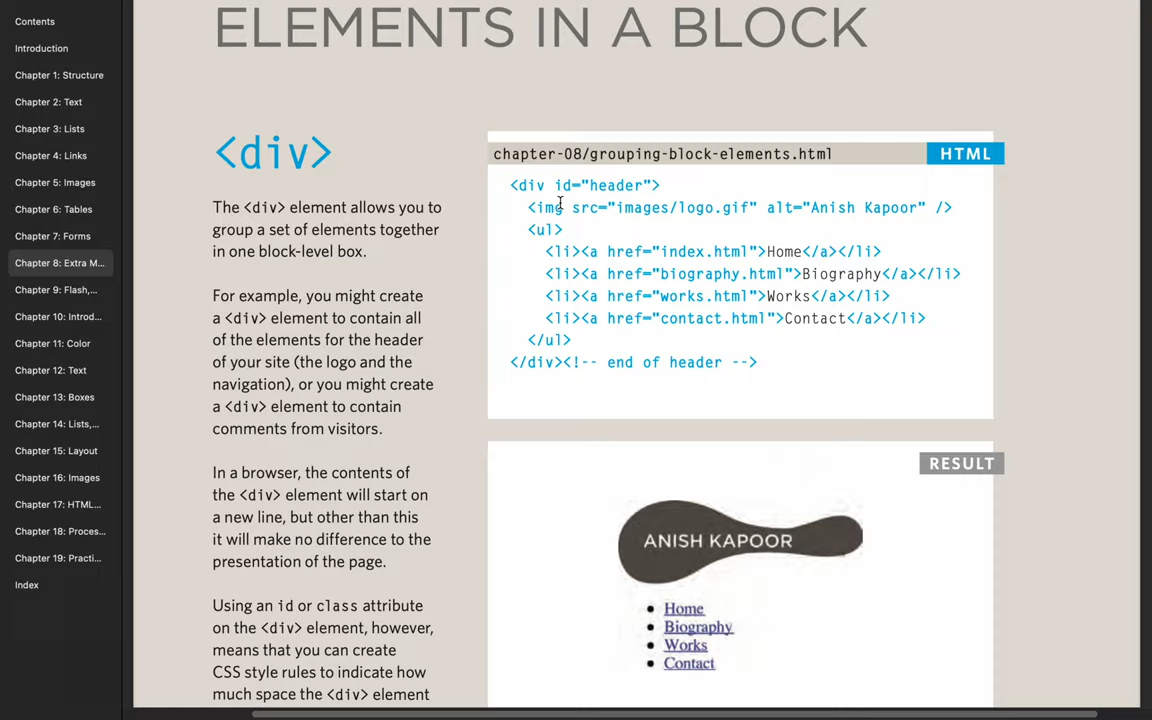 Contents
Introduction
Chapter 1: Structure
Chapter 2: Text
Chapter 3: Lists
Chapter 4: Links
Chapter 5: Images
Chapter 6: Tables
Chapter 7: Forms
Chapter 8: Extra M...
Chapter 9: Flash,...
Chapter 10: Introd...
Chapter 11: Color
Chapter 12: Text
Chapter 13: Boxes
Chapter 14: Lists,...
Chapter 15: Layout
Chapter 16: Images
Chapter 17: HTML...
Chapter 18: Proces...
Chapter 19: Practi...
Index
ELEMENTS IN A BLOCK
<div>
The <div> element allows you to
group a set of elements together
in one block-level box.
For example, you might create
a <div> element to contain all
of the elements for the header
of your site (the logo and the
navigation), or you might create
a <div> element to contain
comments from visitors.
In a browser, the contents of
the <div> element will start on
a new line, but other than this
it will make no difference to the
presentation of the page.
Using an id or class attribute
on the <div> element, however,
means that you can create
CSS style rules to indicate how
much space the <div> element
chapter-08/grouping-block-elements.html
HTML
<div id="header">
<img src="images/logo.gif" alt="Anish Kapoor" />
<ul>
<li><a href="index.html">Home</a></li>
<li><a href="biography.html">Biography</a></li>
<li><a href="works.html">Works</a></li>
<li><a href="contact.html">Contact</a></li>
</ul>
</div><!-- end of header -->
RESULT
ANISH KAPOOR
Home
Biography
Works
Contact